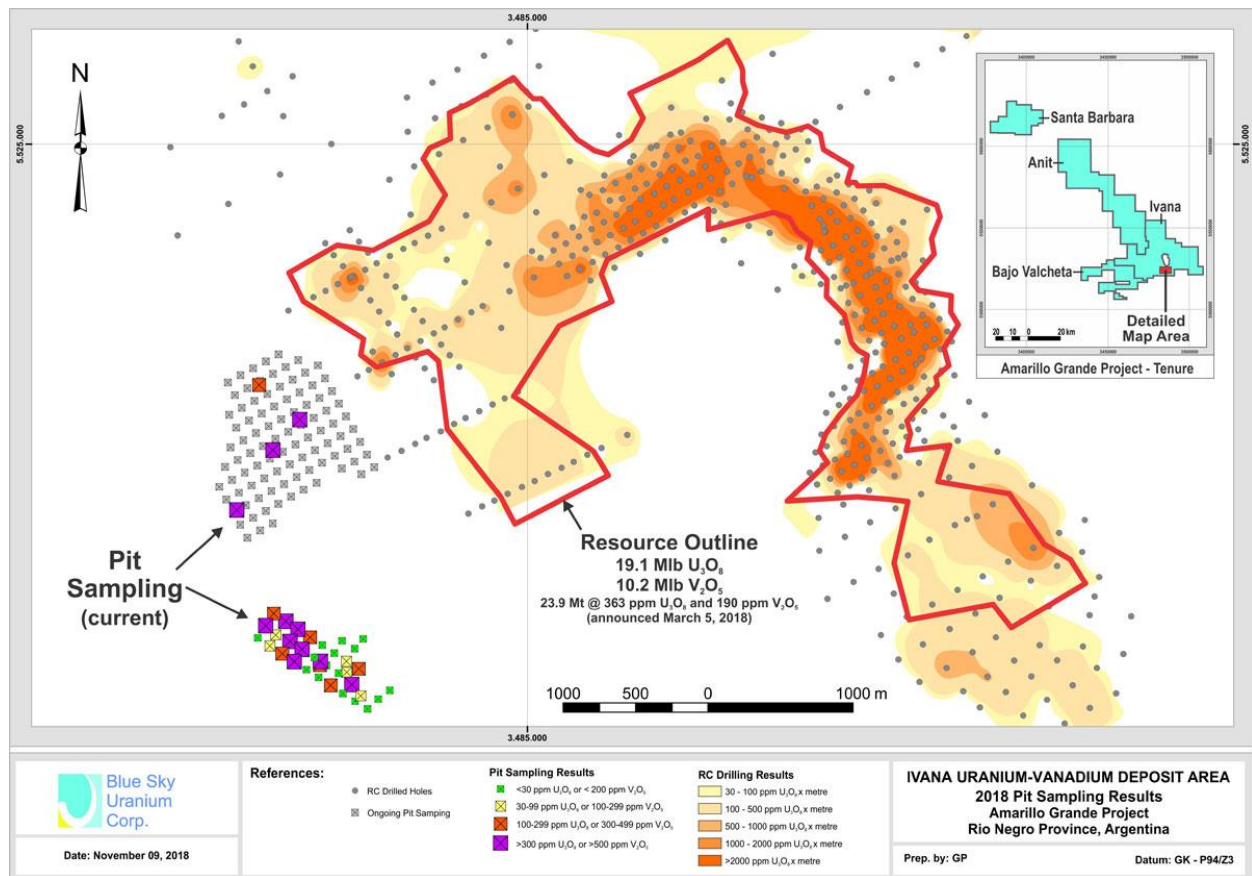 3.485.000
N
5.525.000
5.525.000
Santa Barbara
Anit
Ivana
Bajo Valcheta
20 10 0 20 km
Detailed
Map Area
Amarillo Grande Project - Tenure
Pit
Sampling
(current)
Resource Outline
19.1 Mlb U3O8
10.2 Mlb V2O5
23.9 Mt @ 363 ppm U3O8 and 190 ppm V2O5
(announced March 5, 2018)
1000 500 0 1000 m
3.485.000
Blue Sky
Uranium
Corp.
Date: November 09, 2018
References:
RC Drilled Holes
Ongoing Pit Samping
Pit Sampling Results
<30 ppm U3O8 or < 200 ppm V2O5
30-99 ppm U3O8 or 100-299 ppm V2O5
100-299 ppm U3O8 or 300-499 ppm V2O5
>300 ppm U3O8 or >500 ppm V2O5
RC Drilling Results
30 - 100 ppm U3O8 x metre
100 - 500 ppm U3O8 x metre
500 - 1000 ppm U3O8 x metre
1000 - 2000 ppm U3O8 x metre
>2000 ppm U3O8 x metre
IVANA URANIUM-VANADIUM DEPOSIT AREA
2018 Pit Sampling Results
Amarillo Grande Project
Rio Negro Province, Argentina
Prep. by: GP
Datum: GK - P94/Z3